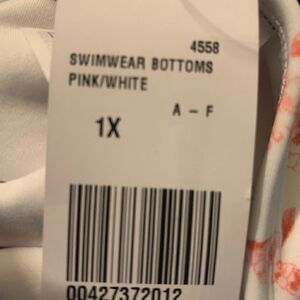 4558
SWIMWEAR BOTTOMS
PINK/WHITE
A - F
1X
00427372012